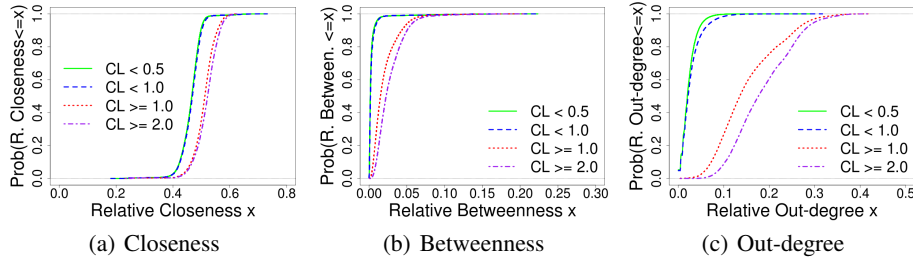 Prob(R. Closeness<=x)
0.0 0.2 0.4 0.6 0.8 1.0
CL < 0.5
CL < 1.0
CL >= 1.0
CL >= 2.0
0.0 0.2 0.4 0.6 0.8
Relative Closeness x
(a) Closeness
Prob(R. Between. <=x)
0.0 0.2 0.4 0.6 0.8 1.0
CL < 0.5
CL < 1.0
CL >= 1.0
CL >= 2.0
0.00 0.05 0.10 0.15 0.20 0.25 0.30
Relative Betweenness x
(b) Betweenness
Prob(R. Out-degree<=x)
0.0 0.2 0.4 0.6 0.8 1.0
CL < 0.5
CL < 1.0
CL >= 1.0
CL >= 2.0
0.0 0.1 0.2 0.3 0.4 0.5
Relative Out-degree x
(c) Out-degree